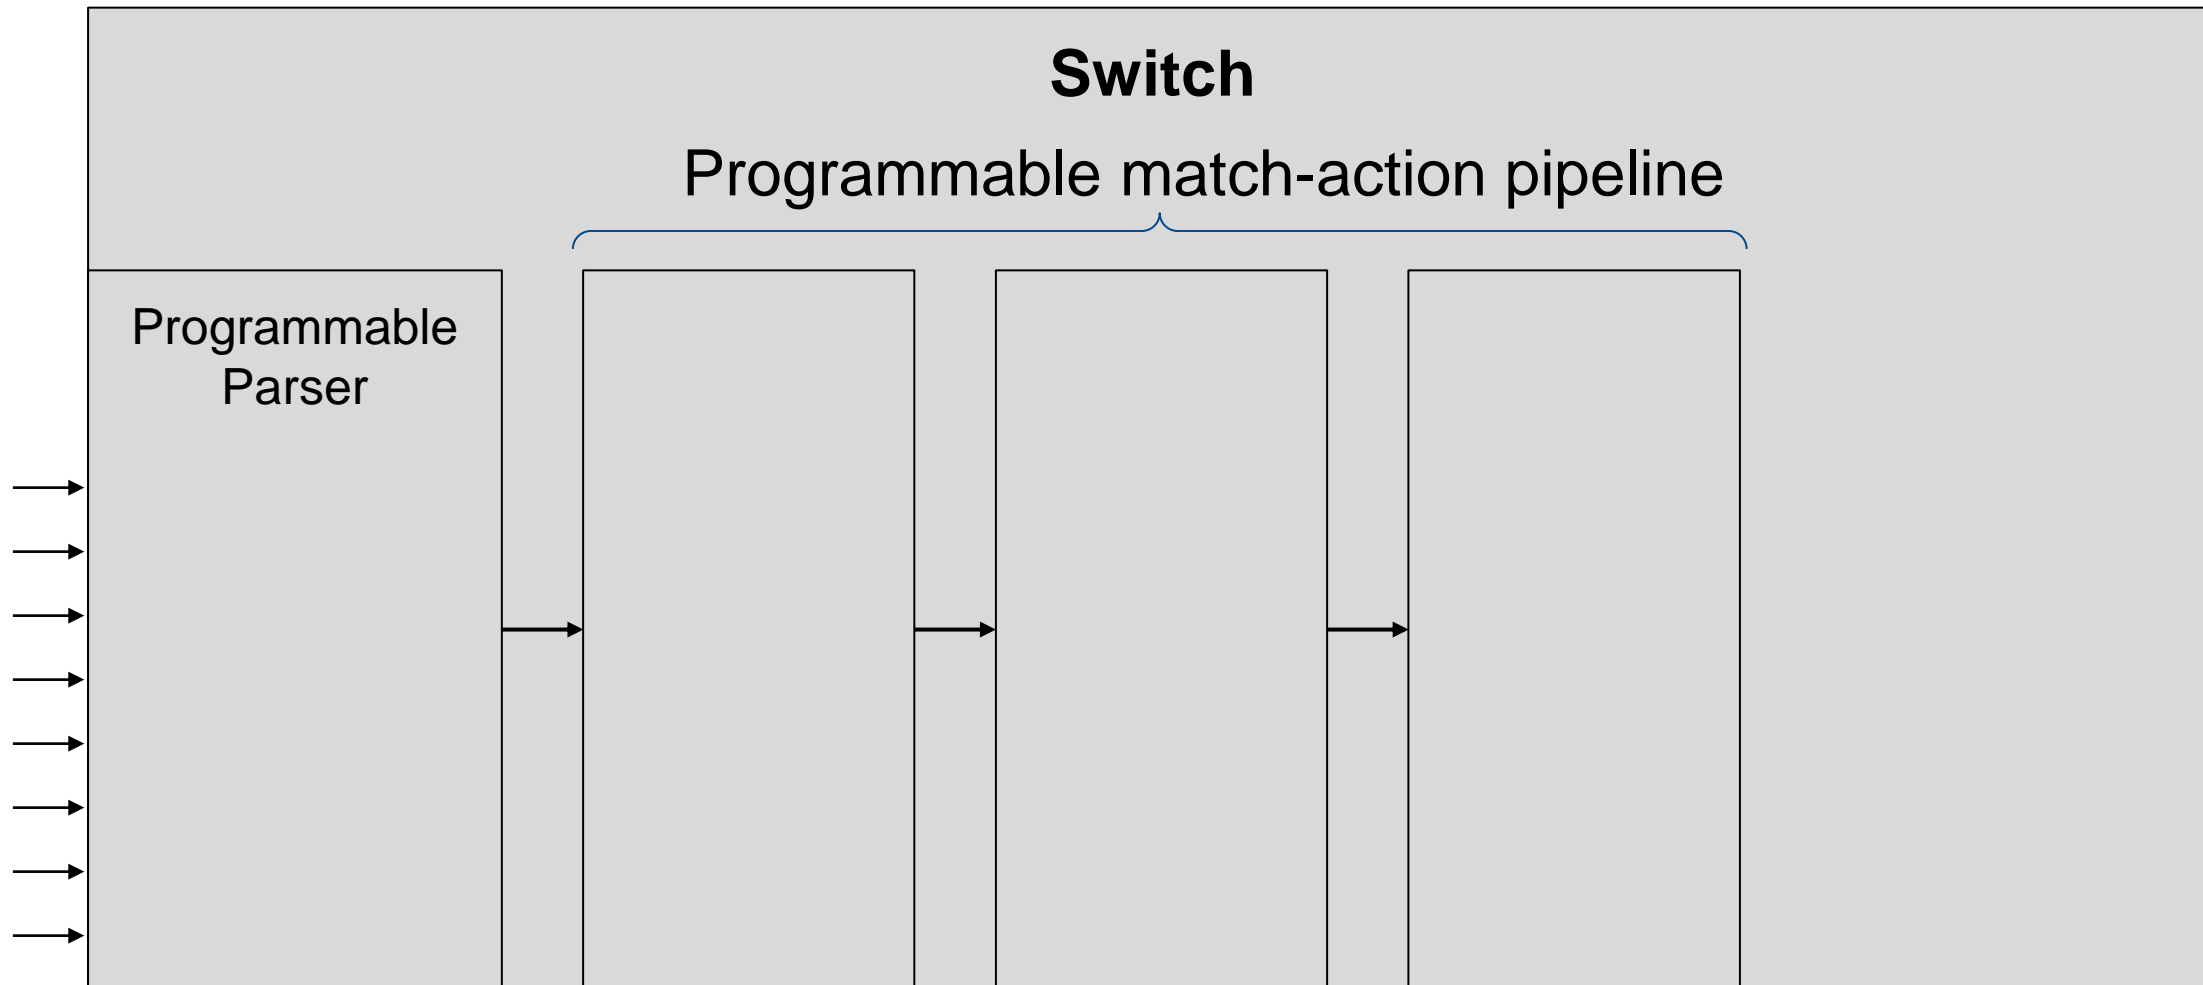 Switch
Programmable match-action pipeline
Programmable
Parser